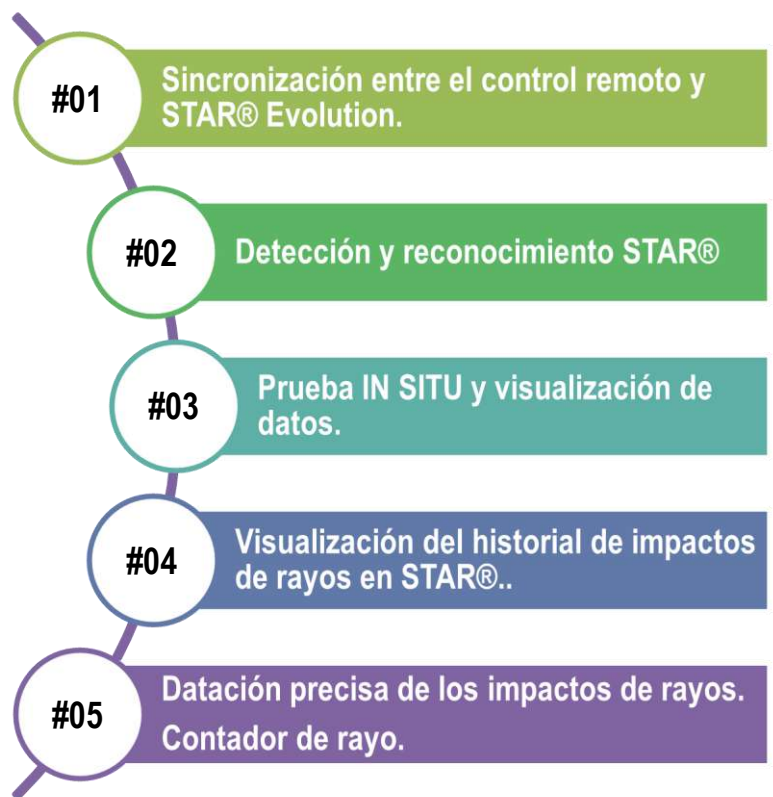 #01
Sincronización entre el control remoto y
STAR® Evolution.
#02
Detección y reconocimiento STAR®
#03
Prueba IN SITU y visualización de
datos.
#04
Visualización del historial de impactos
de rayos en STAR®..
#05
Datación precisa de los impactos de rayos.
Contador de rayo.